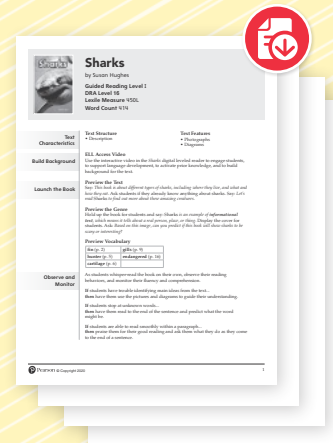 Sharks
Sharks
by Susan Hughes
Guided Reading Level I
DRA Level 16
Lexile Measure 450L
Word Count 414
Text
Characteristics
Text Structure
• Description
Text Features
• Photographs
• Diagrams
Build Background
ELL Access Video
Use the interactive video in the Sharks digital leveled reader to engage students,
to support language development, to activate prior knowledge, and to build
background for the text.
Launch the Book
Preview the Text
Say: This book is about different types of sharks, including where they live, and what and
how they eat. Ask students if they already know anything about sharks. Say: Let's
read Sharks to find out more about these amazing creatures.
Preview the Genre
Hold up the book for students and say: Sharks is an example of informational
text, which means it tells about a real person, place, or thing. Display the cover for
students. Ask: Based on this image, can you predict if this book will show sharks to be
scary or interesting?
Preview Vocabulary
fin (p. 2) gills (p. 9)
hunter (p. 5) endangered (p. 16)
cartilage (p. 6)
Observe and
Monitor
As students whisper-read the book on their own, observe their reading
behaviors, and monitor their fluency and comprehension.
If students have trouble identifying main ideas from the text...
then have them use the pictures and diagrams to guide their understanding.
If students stop at unknown words...
then have them read to the end of the sentence and predict what the word
might be.
If students are able to read smoothly within a paragraph...
then praise them for their good reading and ask them what they do as they come
to the end of a sentence.
Pearson © Copyright 2020
1